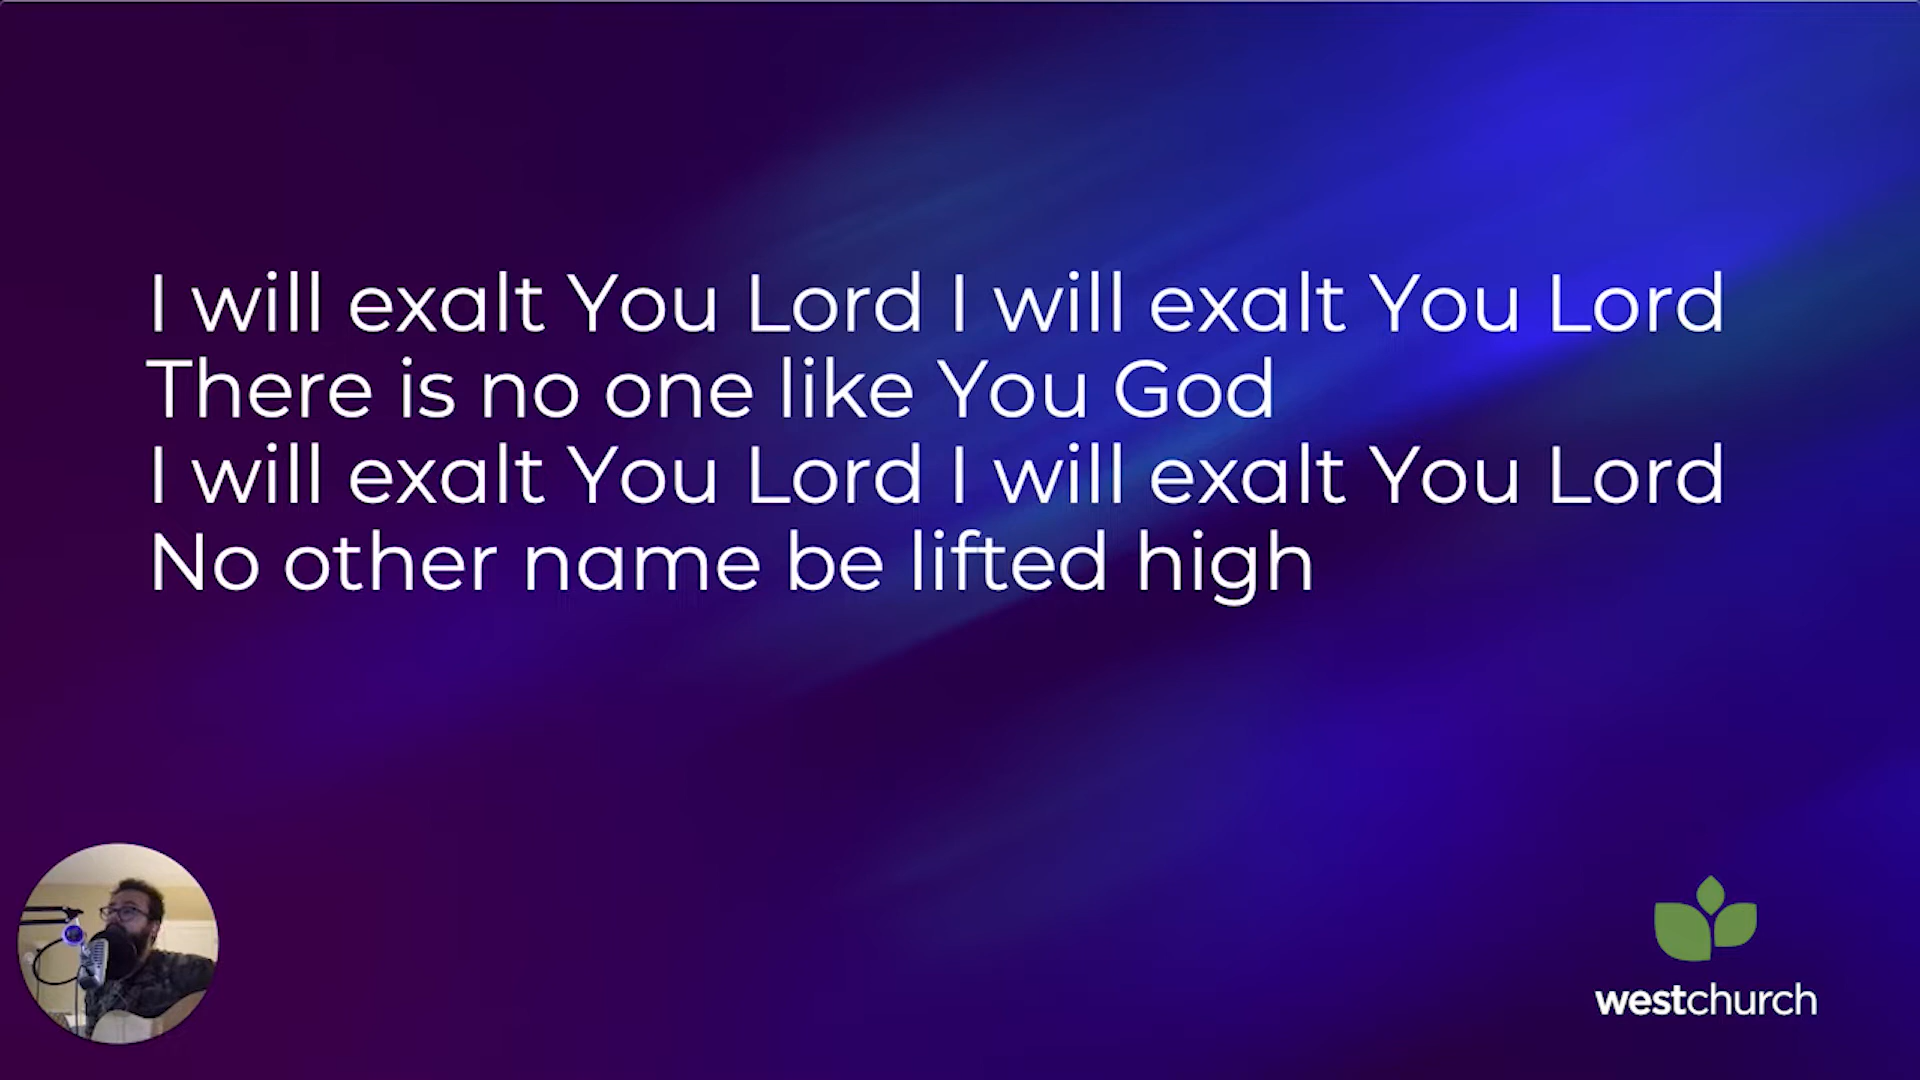 I will exalt You Lord I will exalt You Lord
There is no one like You God
I will exalt You Lord I will exalt You Lord
No other name be lifted high
westchurch